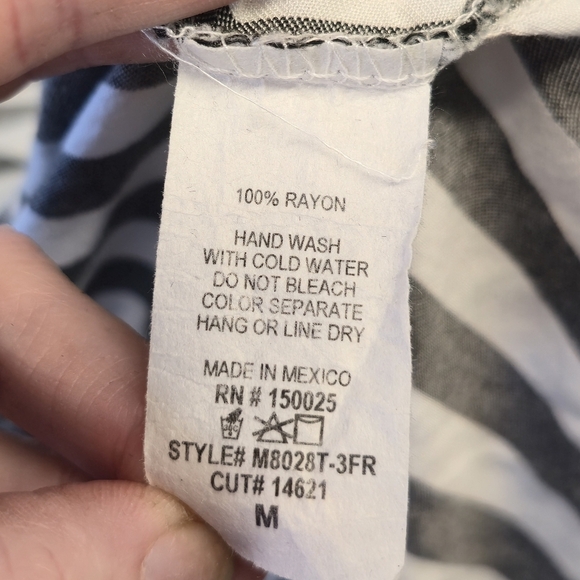 100% RAYON
HAND WASH
WITH COLD WATER
DO NOT BLEACH
COLOR SEPARATE
HANG OR LINE DRY
MADE IN MEXICO
RN # 150025
STYLE# M8028T-3FR
CUT# 14621
M